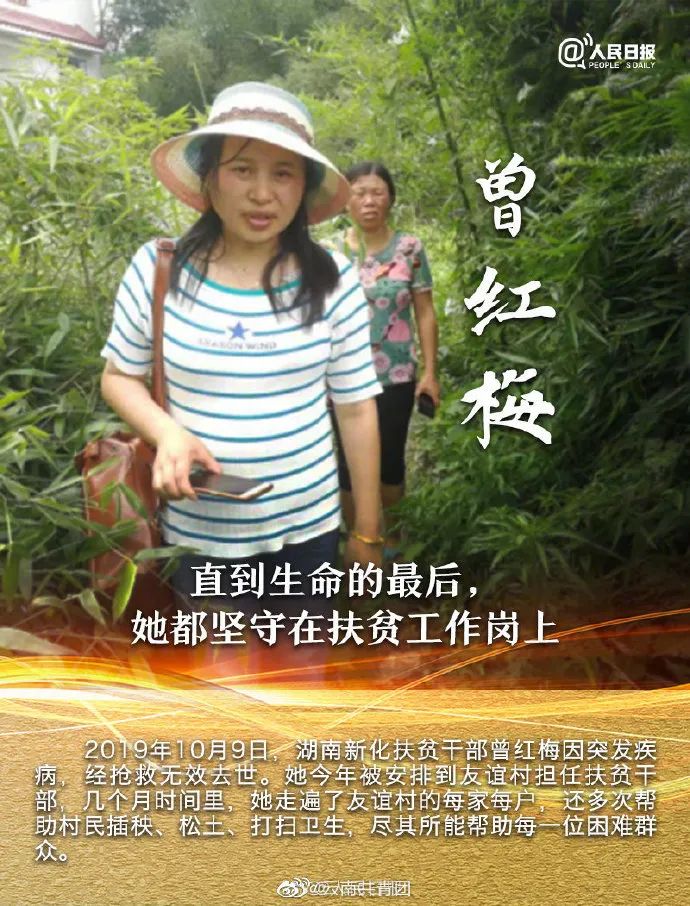 @人民日报
PEOPLE'S DAILY
曾红梅
SEASON WIND
直到生命的最后，
她都坚守在扶贫工作岗上
2019年10月9日，湖南新化扶贫干部曾红梅因突发疾
病，经抢救无效去世。她今年被安排到友谊村担任扶贫干
部，几个月时间里，她走遍了友谊村的每家每户，还多次帮
助村民插秧、松土、打扫卫生，尽其所能帮助每一位困难群
众。
@云南共青团